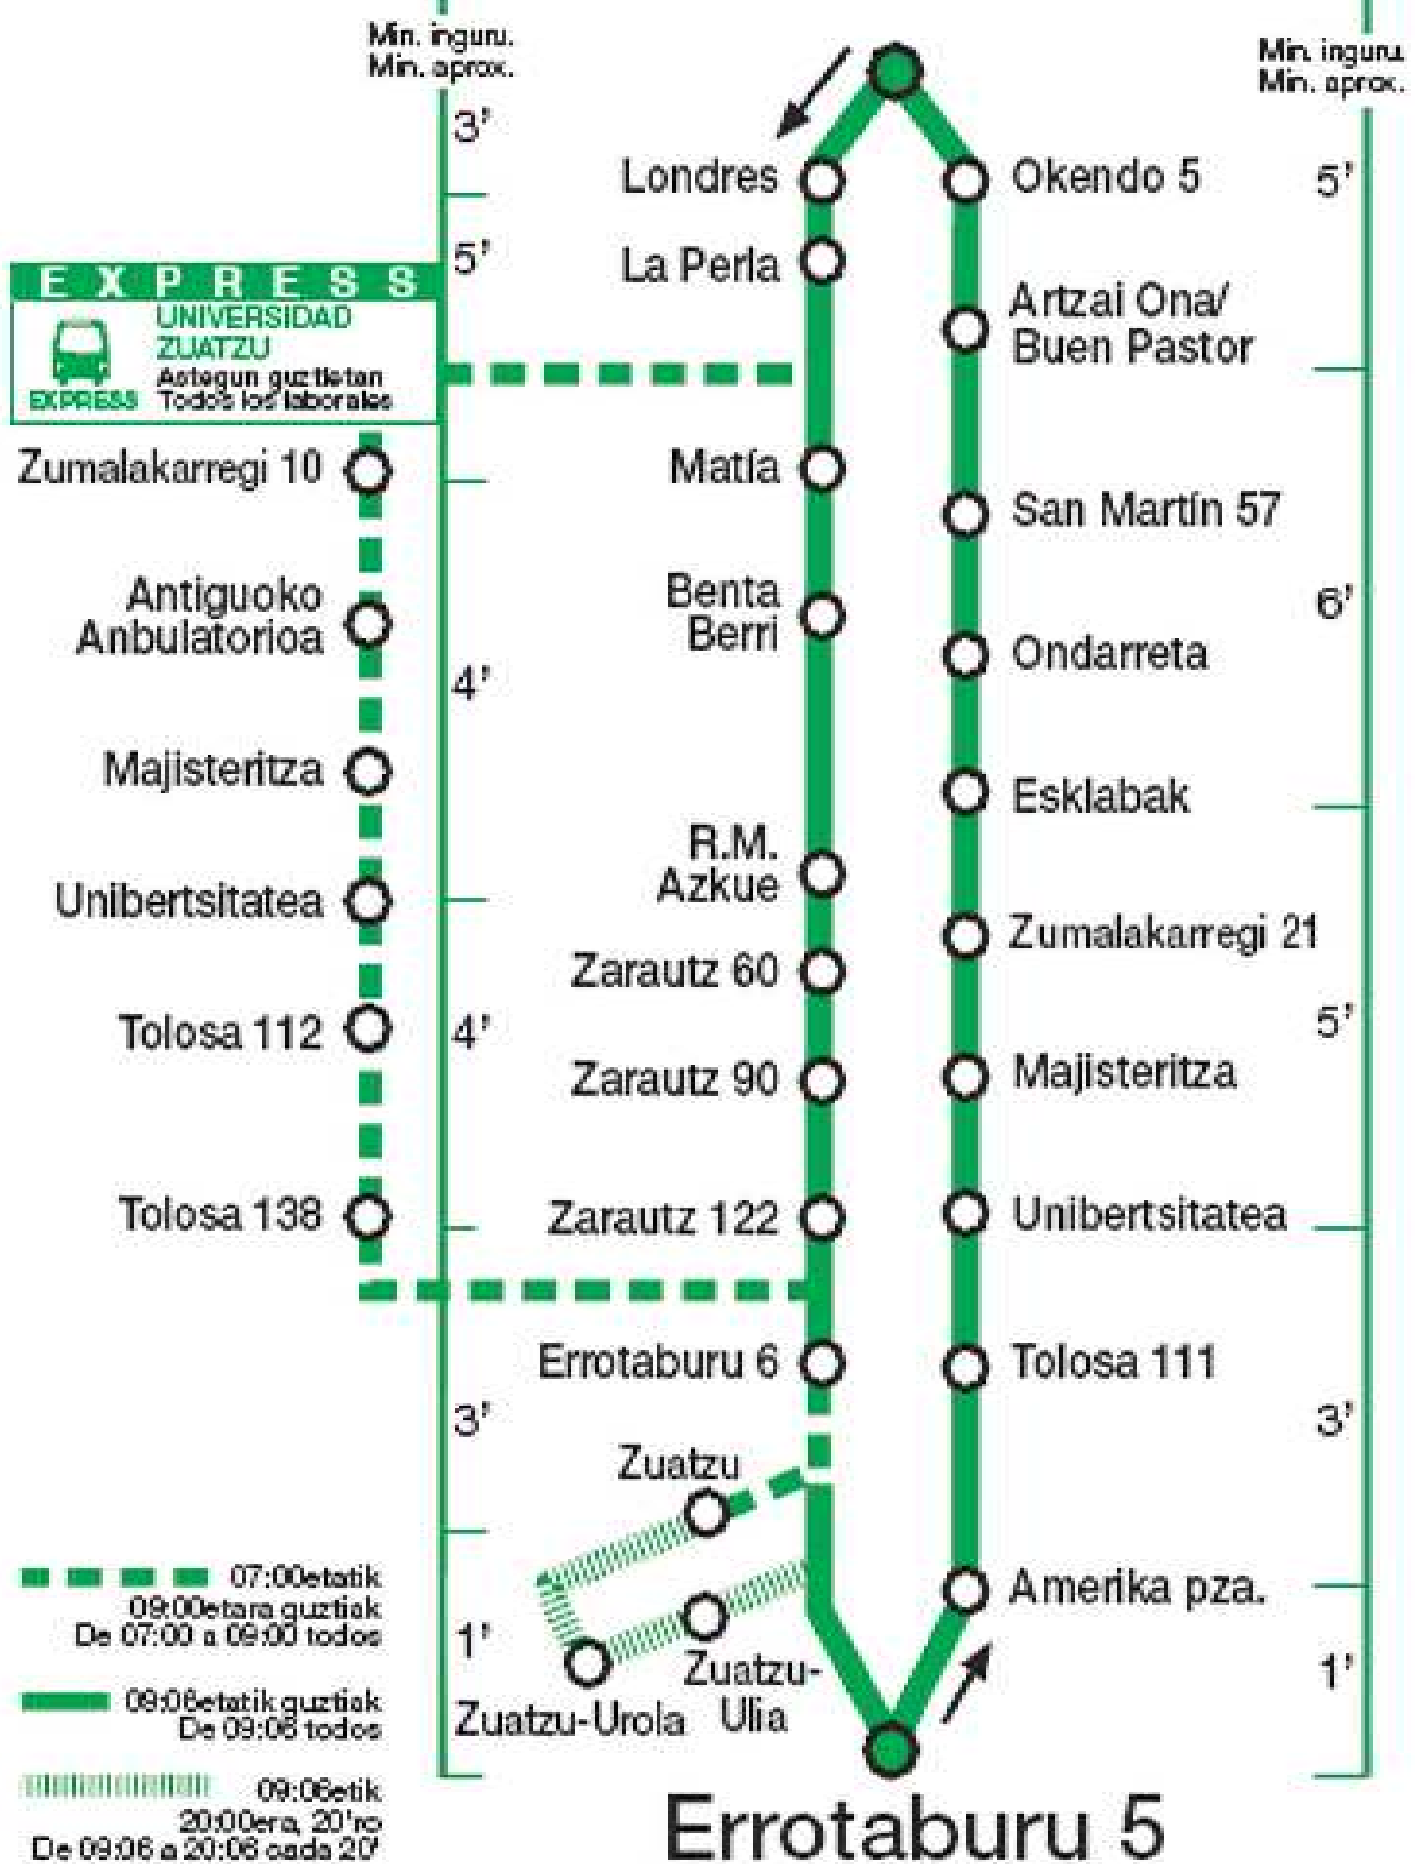 Min. inguru.
Min. aprox.
Min. inguru.
Min. aprox.
3'
5'
4'
4'
3'
1'
EXPRESS
UNIVERSIDAD
ZUATZU
Astegun guztietan
Todos los laborales
EXPRESS
Zumalakarregi 10
Antiguoko
Anbulatorioa
Majisteritza
Unibertsitatea
Tolosa 112
Tolosa 138
Londres
La Perla
Matía
Benta
Berri
R.M.
Azkue
Zarautz 60
Zarautz 90
Zarautz 122
Errotaburu 6
Zuatzu
Zuatzu-
Ulia
Zuatzu-Urola
Okendo 5
Artzai Ona/
Buen Pastor
San Martín 57
Ondarreta
Esklabak
Zumalakarregi 21
Majisteritza
Unibertsitatea
Tolosa 111
Amerika pza.
5'
6'
5'
3'
1'
07:00etatik
09:00etara guztiak
De 07:00 a 09:00 todos
09:06etatik guztiak
De 09:06 todos
09:06etik
20:00era, 20'ro
De 09:06 a 20:06 cada 20'
Errotaburu 5